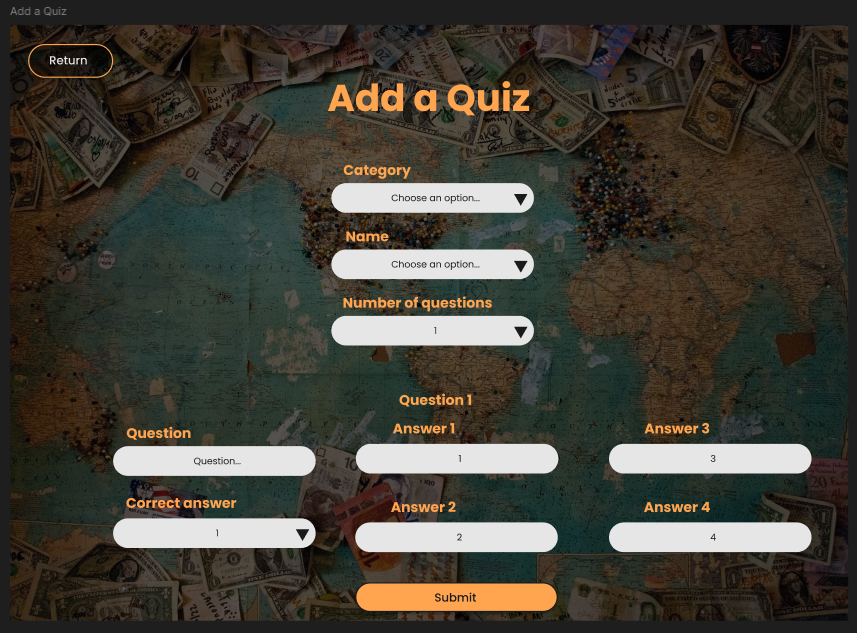 Add a Quiz
Return
Add a Quiz
Category
Choose an option...
Name
Choose an option...
Number of questions
1
Question 1
Question
Question...
Correct answer
1
Answer 1
1
Answer 2
2
Answer 3
3
Answer 4
4
Submit